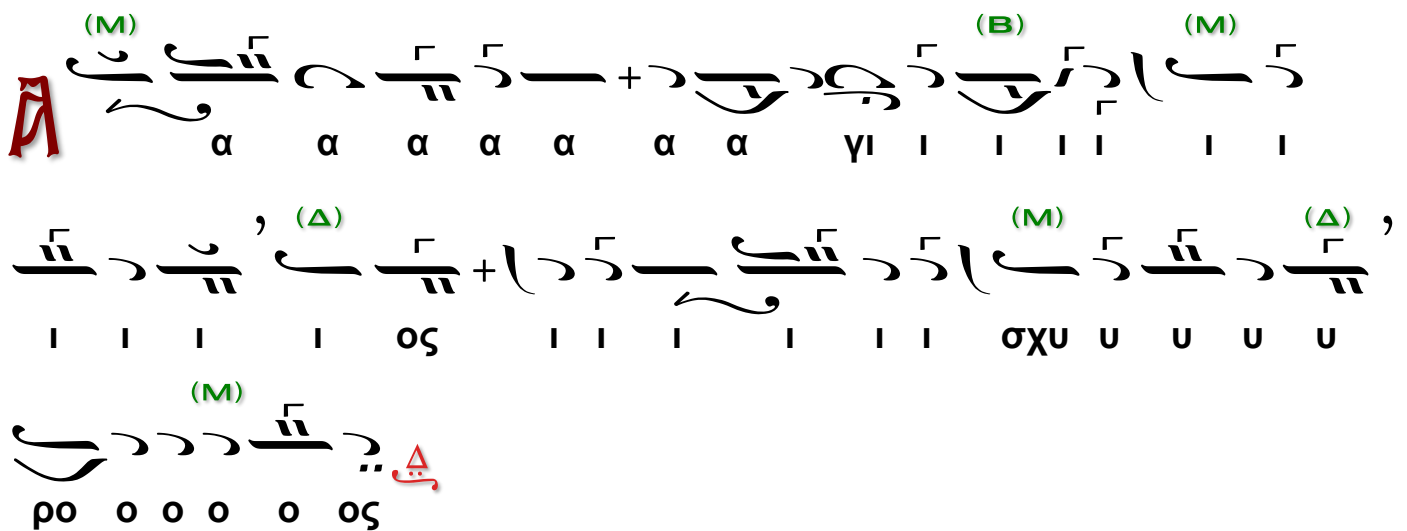 (Μ) (Β) (Μ)
Ἅ α α α α α α α γι ι ι ι ι ι ι
(Δ) (Μ) (Δ)
ι ι ι ι ος ι ι ι ι ι ι σχυ υ υ υ υ
(Μ) Δ
ρο ο ο ο ο ος